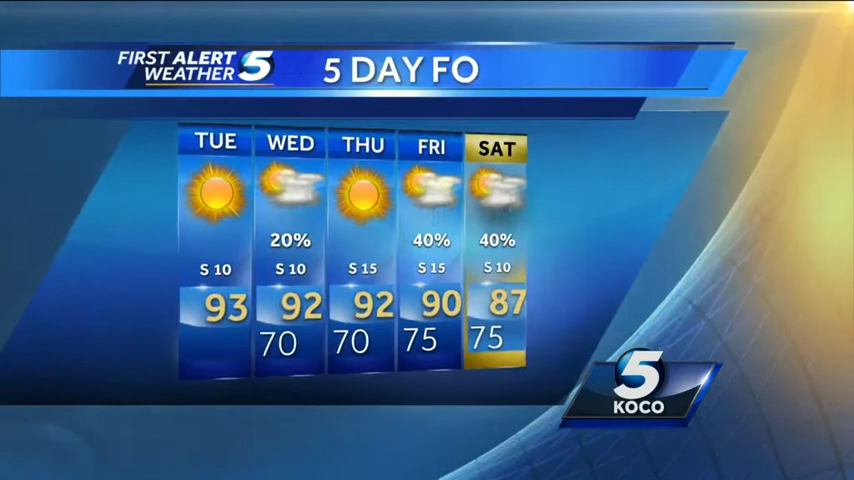 FIRST ALERT
WEATHER 5
5 DAY FO
TUE WED THU FRI SAT
20% 40% 40%
S 10 S 10 S 15 S 15 S 10
93 92 92 90 87
70 70 75 75
5
KOCO